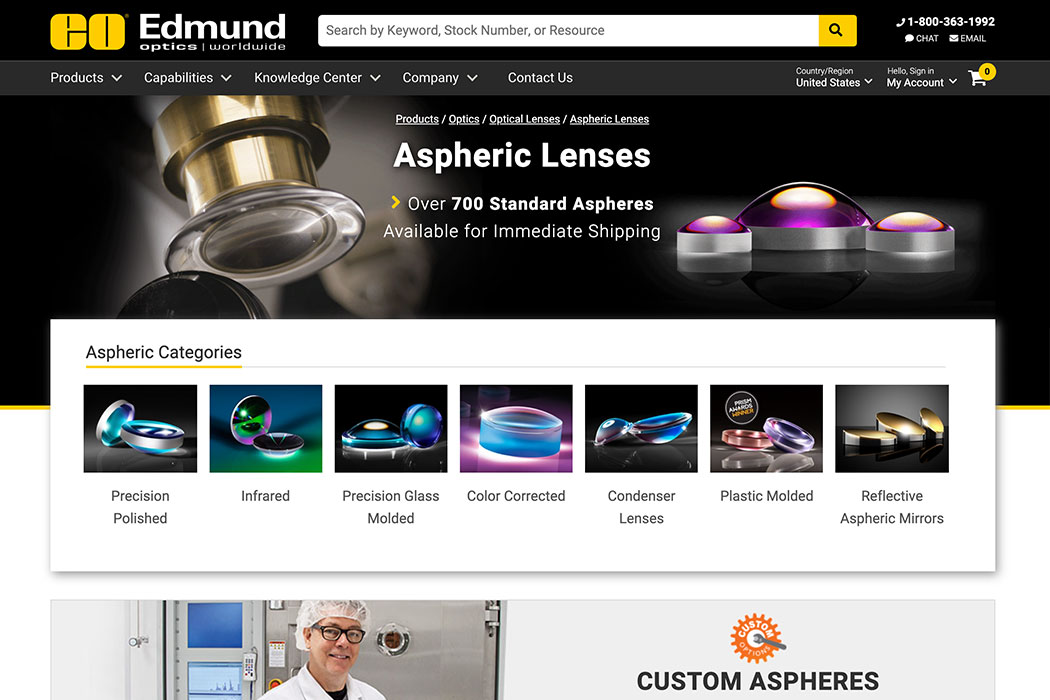 EO Edmund
optics | worldwide
Search by Keyword, Stock Number, or Resource
1-800-363-1992
CHAT EMAIL
Products Capabilities Knowledge Center Company Contact Us
Country/Region
United States
Hello, Sign in
My Account
0
Products / Optics / Optical Lenses / Aspheric Lenses
Aspheric Lenses
Over 700 Standard Aspheres
Available for Immediate Shipping
Aspheric Categories
PRISM
AWARDS
WINNER
Precision
Polished
Infrared
Precision Glass
Molded
Color Corrected
Condenser
Lenses
Plastic Molded
Reflective
Aspheric Mirrors
CUSTOM
OPTIONS
CUSTOM ASPHERES